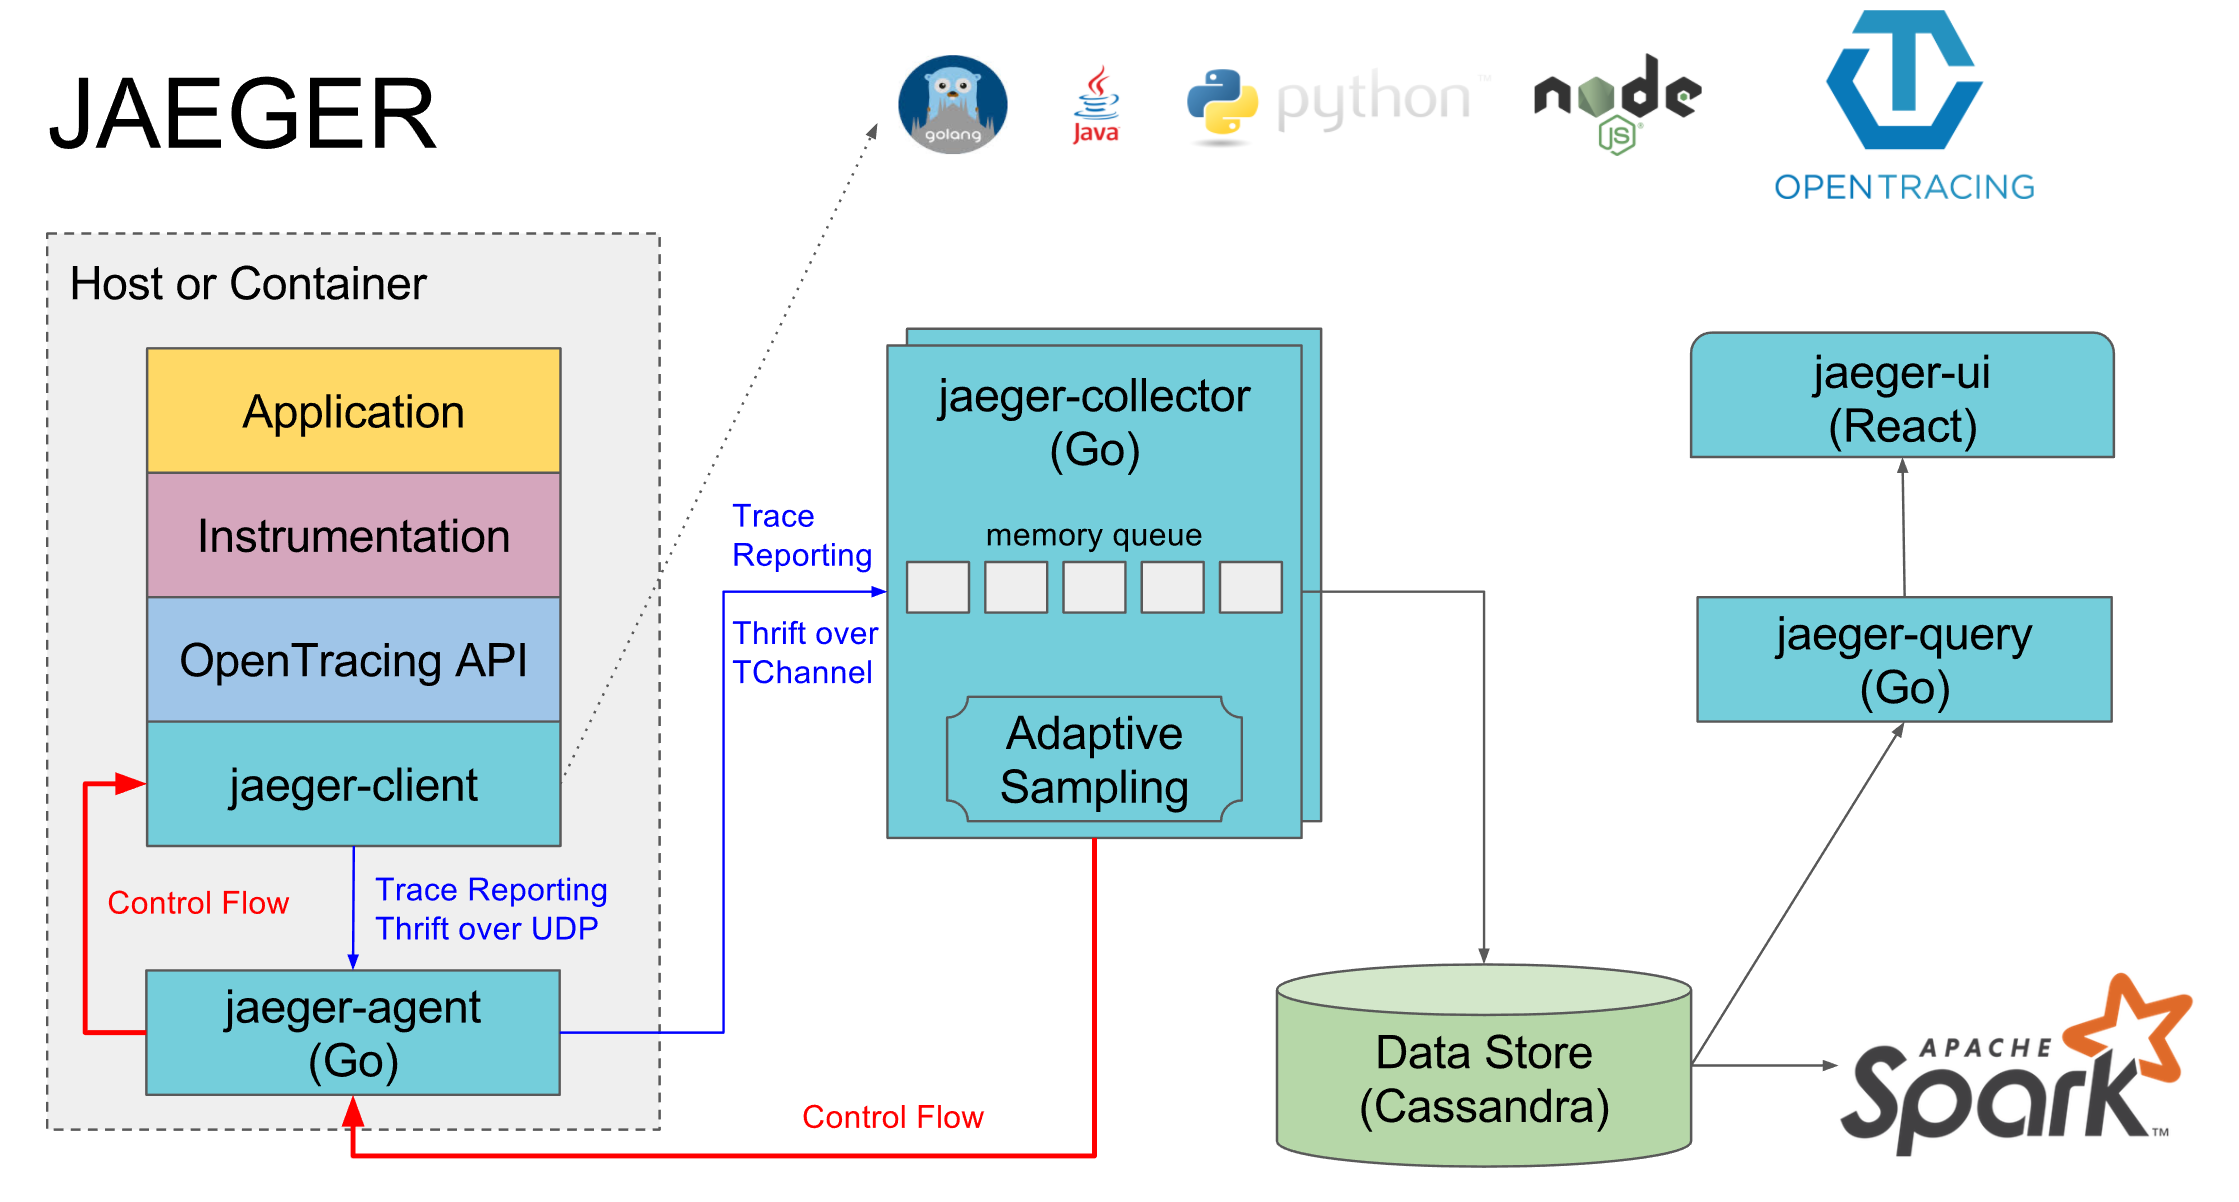 JAEGER
golang
Java
python™
node
JS®
OPENTRACING
Host or Container
Application
Instrumentation
OpenTracing API
jaeger-client
Control Flow
Trace Reporting
Thrift over UDP
jaeger-agent
(Go)
Trace
Reporting
Thrift over
TChannel
jaeger-collector
(Go)
memory queue
Adaptive
Sampling
Control Flow
Data Store
(Cassandra)
jaeger-ui
(React)
jaeger-query
(Go)
APACHE
Spark™